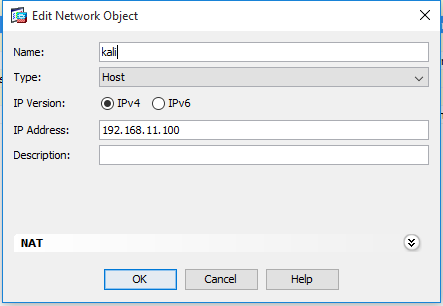 Edit Network Object
Name: kali
Type: Host
IP Version: IPv4 IPv6
IP Address: 192.168.11.100
Description:
NAT
OK Cancel Help